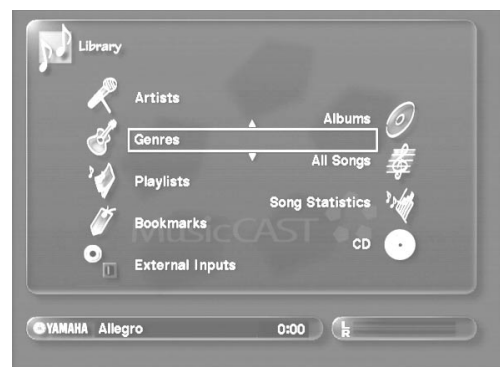 Library
Artists
Albums
Genres
All Songs
Playlists
Song Statistics
Bookmarks
MusicCAST
CD
External Inputs
YAMAHA Allegro 0:00
L
R